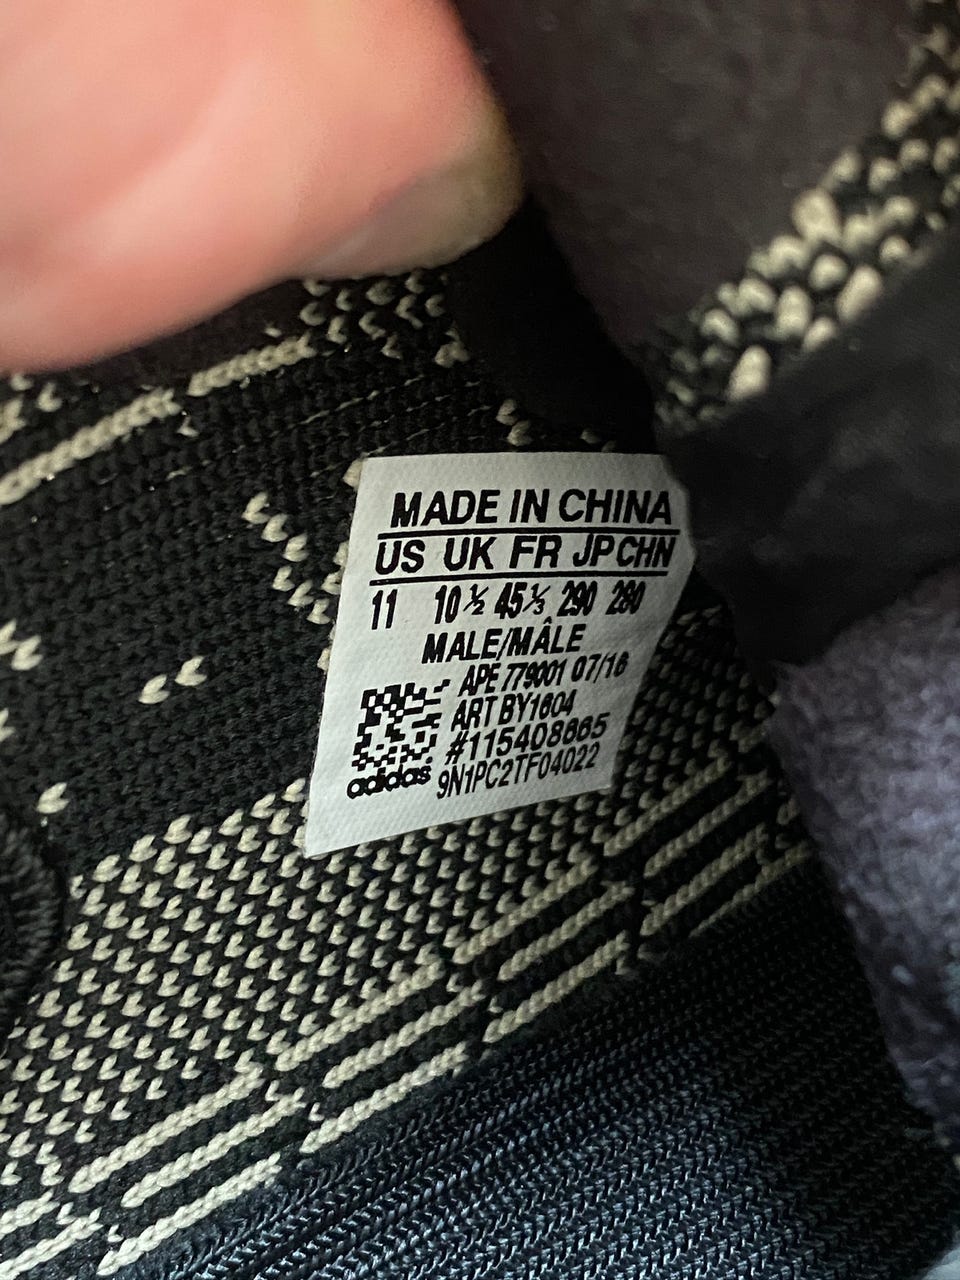 MADE IN CHINA
US UK FR JP CHN
11 10½ 45⅓ 290 280
MALE/MÂLE
APE 779001 07/16
ART BY1604
#115408865
9N1PC2TF04022
adidas